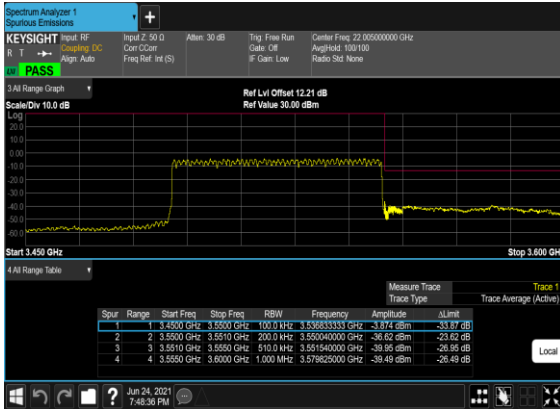 Spectrum Analyzer 1
Spurious Emissions
+
KEYSIGHT Input: RF Input Z: 50 Ω Atten: 30 dB Trig: Free Run Center Freq: 22.005000000 GHz
R T Coupling: DC Corr CCorr Gate: Off Avg|Hold: 100/100
Align: Auto Freq Ref: Int (S) IF Gain: Low Radio Std: None
PASS
3 All Range Graph
Ref Lvl Offset 12.21 dB
Scale/Div 10.0 dB Ref Value 30.00 dBm
Log
20.0
10.0
0.00
-10.0
-20.0
-30.0
-40.0
-50.0
-60.0
Start 3.450 GHz Stop 3.600 GH
4 All Range Table
Measure Trace Trace 1
Trace Type Trace Average (Active)
Spur Range Start Freq Stop Freq RBW Frequency Amplitude ΔLimit
1 1 3.4500 GHz 3.5500 GHz 100.0 kHz 3.536833333 GHz -3.874 dBm -33.87 dB
2 2 3.5500 GHz 3.5510 GHz 200.0 kHz 3.550040000 GHz -36.62 dBm -23.62 dB
3 3 3.5510 GHz 3.5550 GHz 510.0 kHz 3.551540000 GHz -39.95 dBm -26.95 dB
4 4 3.5550 GHz 3.6000 GHz 1.000 MHz 3.579825000 GHz -39.49 dBm -26.49 dB
Local
? Jun 24, 2021
7:48:36 PM